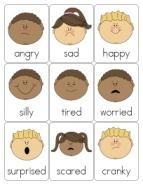 angry sad happy
silly tired worried
surprised scared cranky